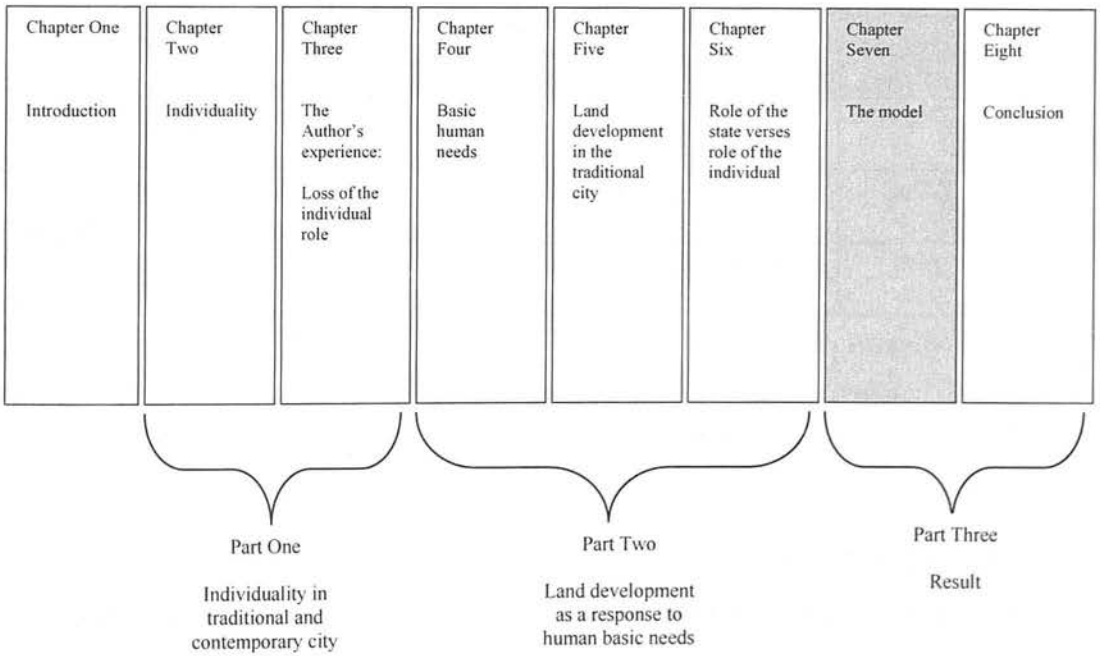 Chapter One
Introduction
Chapter
Two
Individuality
Chapter
Three
The
Author's
experience:
Loss of the
individual
role
Chapter
Four
Basic
human
needs
Chapter
Five
Land
development
in the
traditional
city
Chapter
Six
Role of the
state verses
role of the
individual
Chapter
Seven
The model
Chapter
Eight
Conclusion
Part One
Individuality in
traditional and
contemporary city
Part Two
Land development
as a response to
human basic needs
Part Three
Result